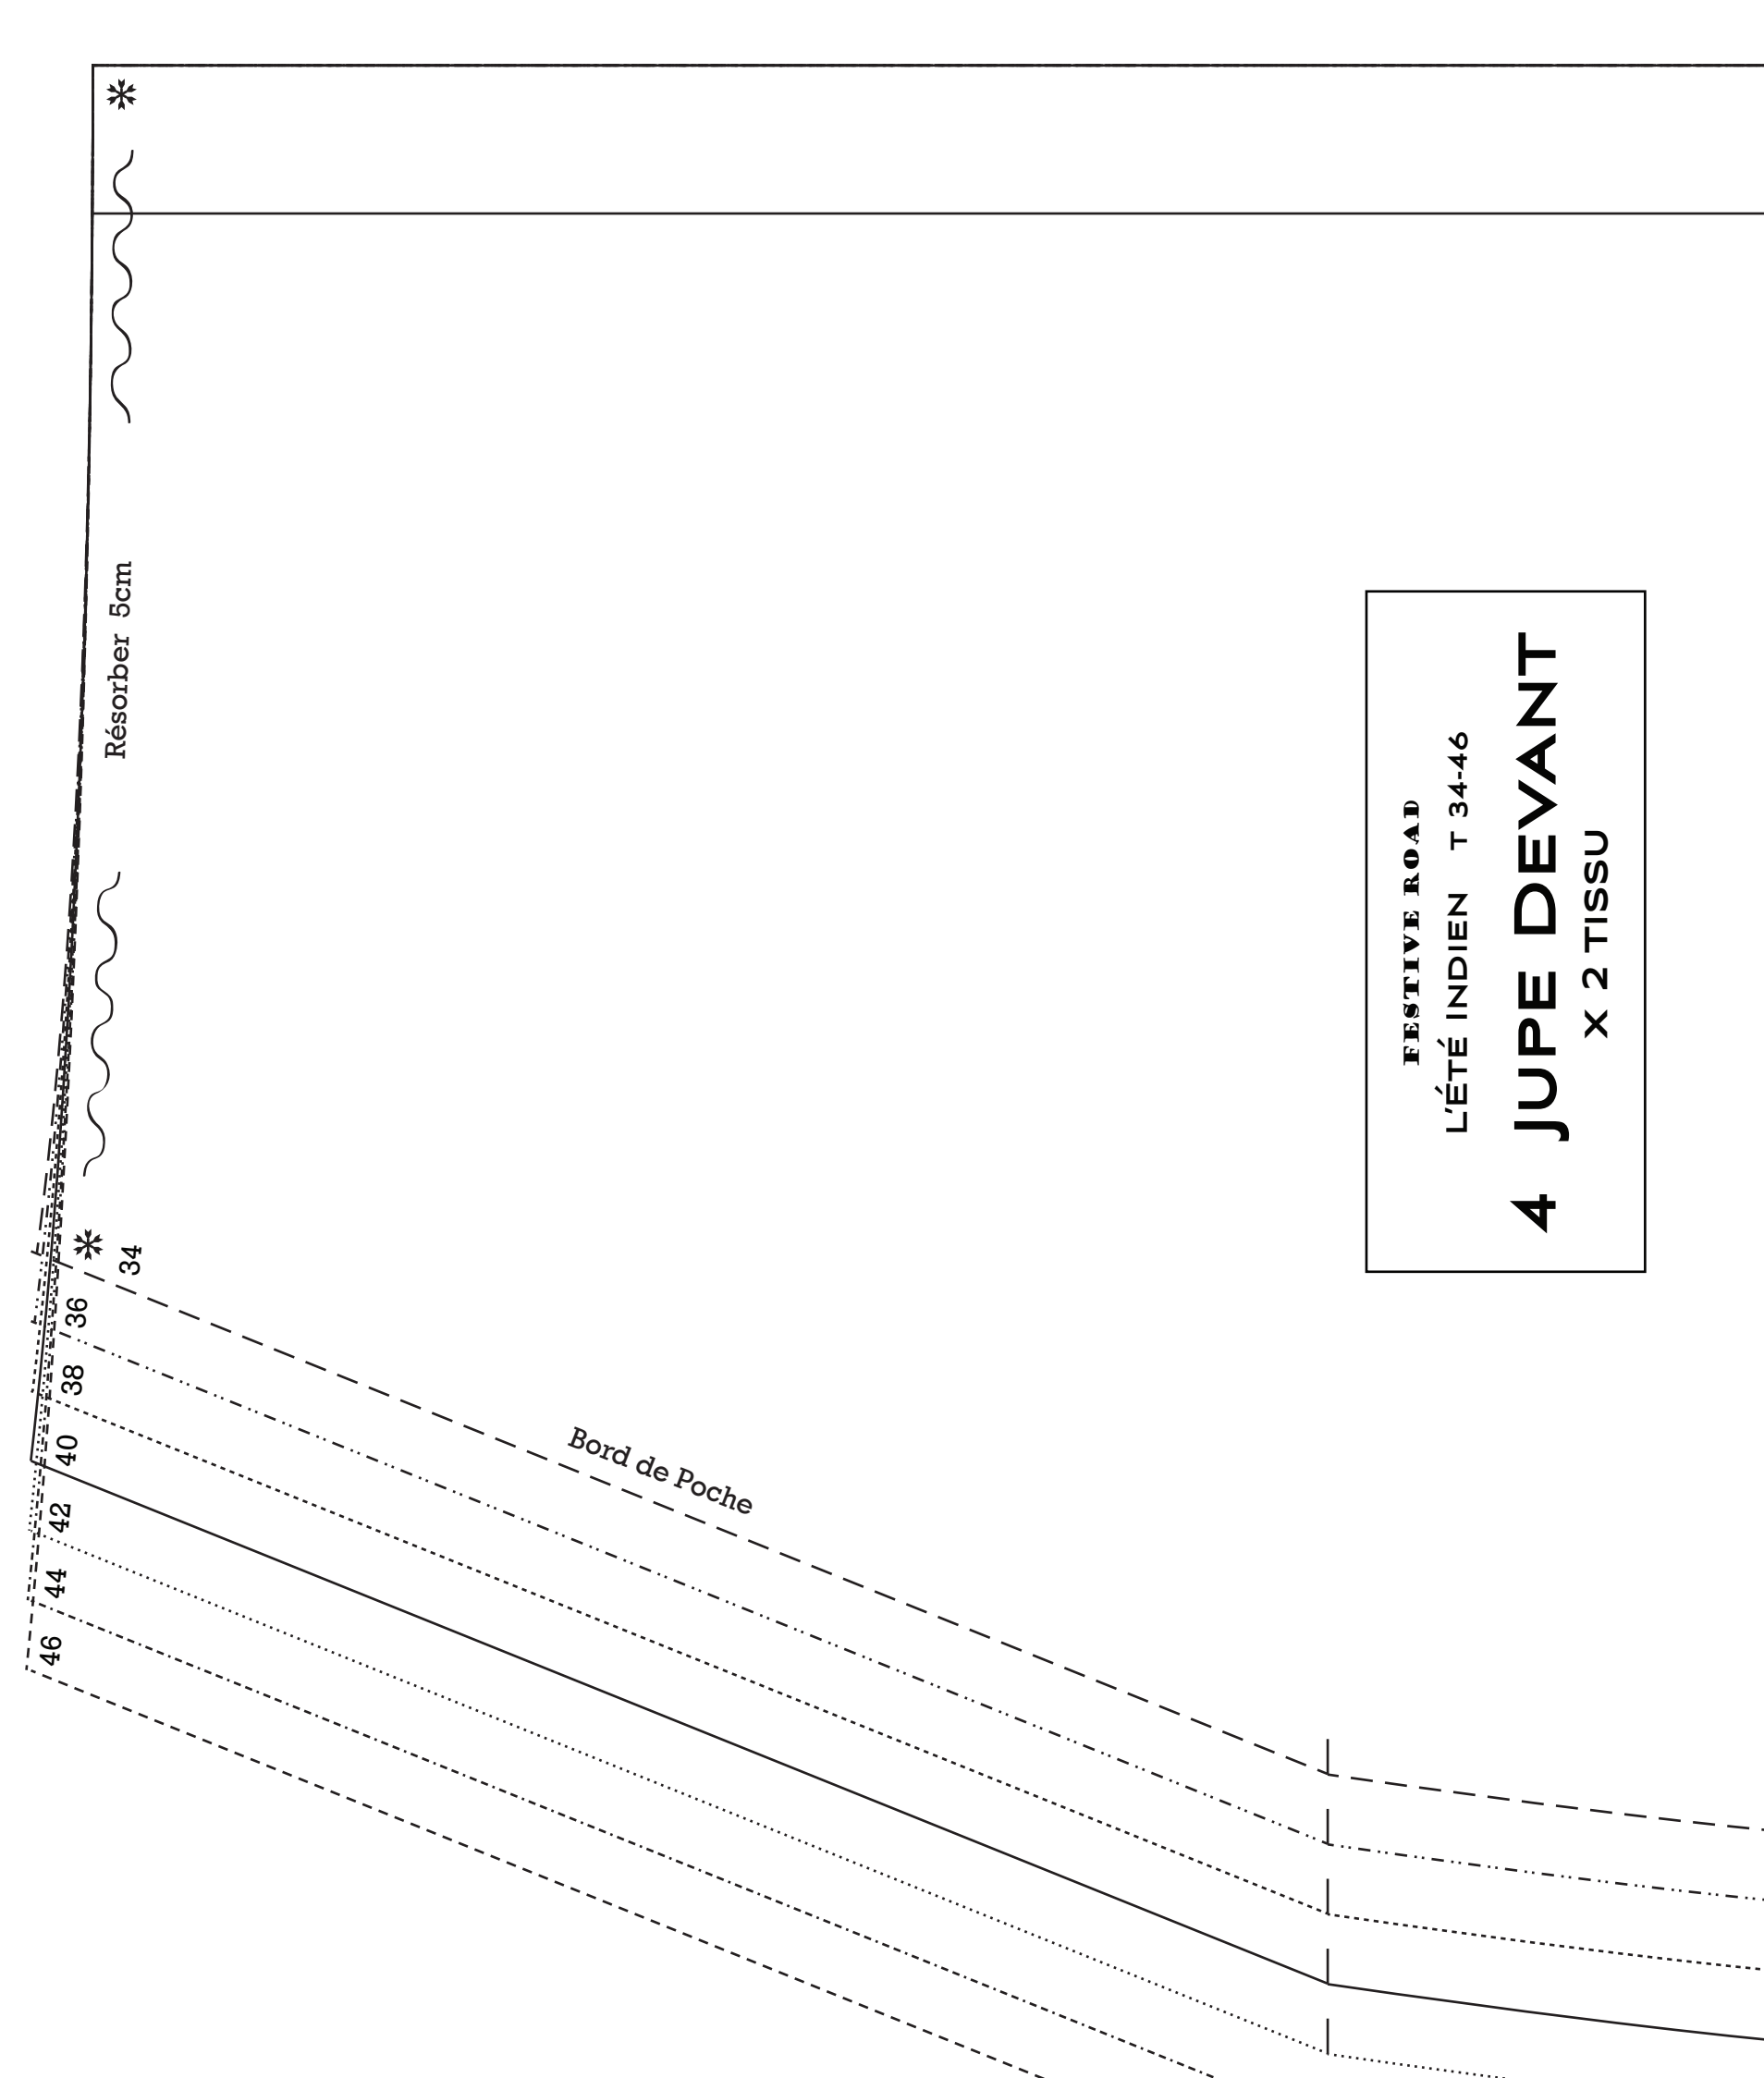 Résorber 5cm
FESTIVE ROAD
L'ÉTÉ INDIEN T 34-46
4 JUPE DEVANT
X 2 TISSU
34
36
38
40
42
44
46
Bord de Poche